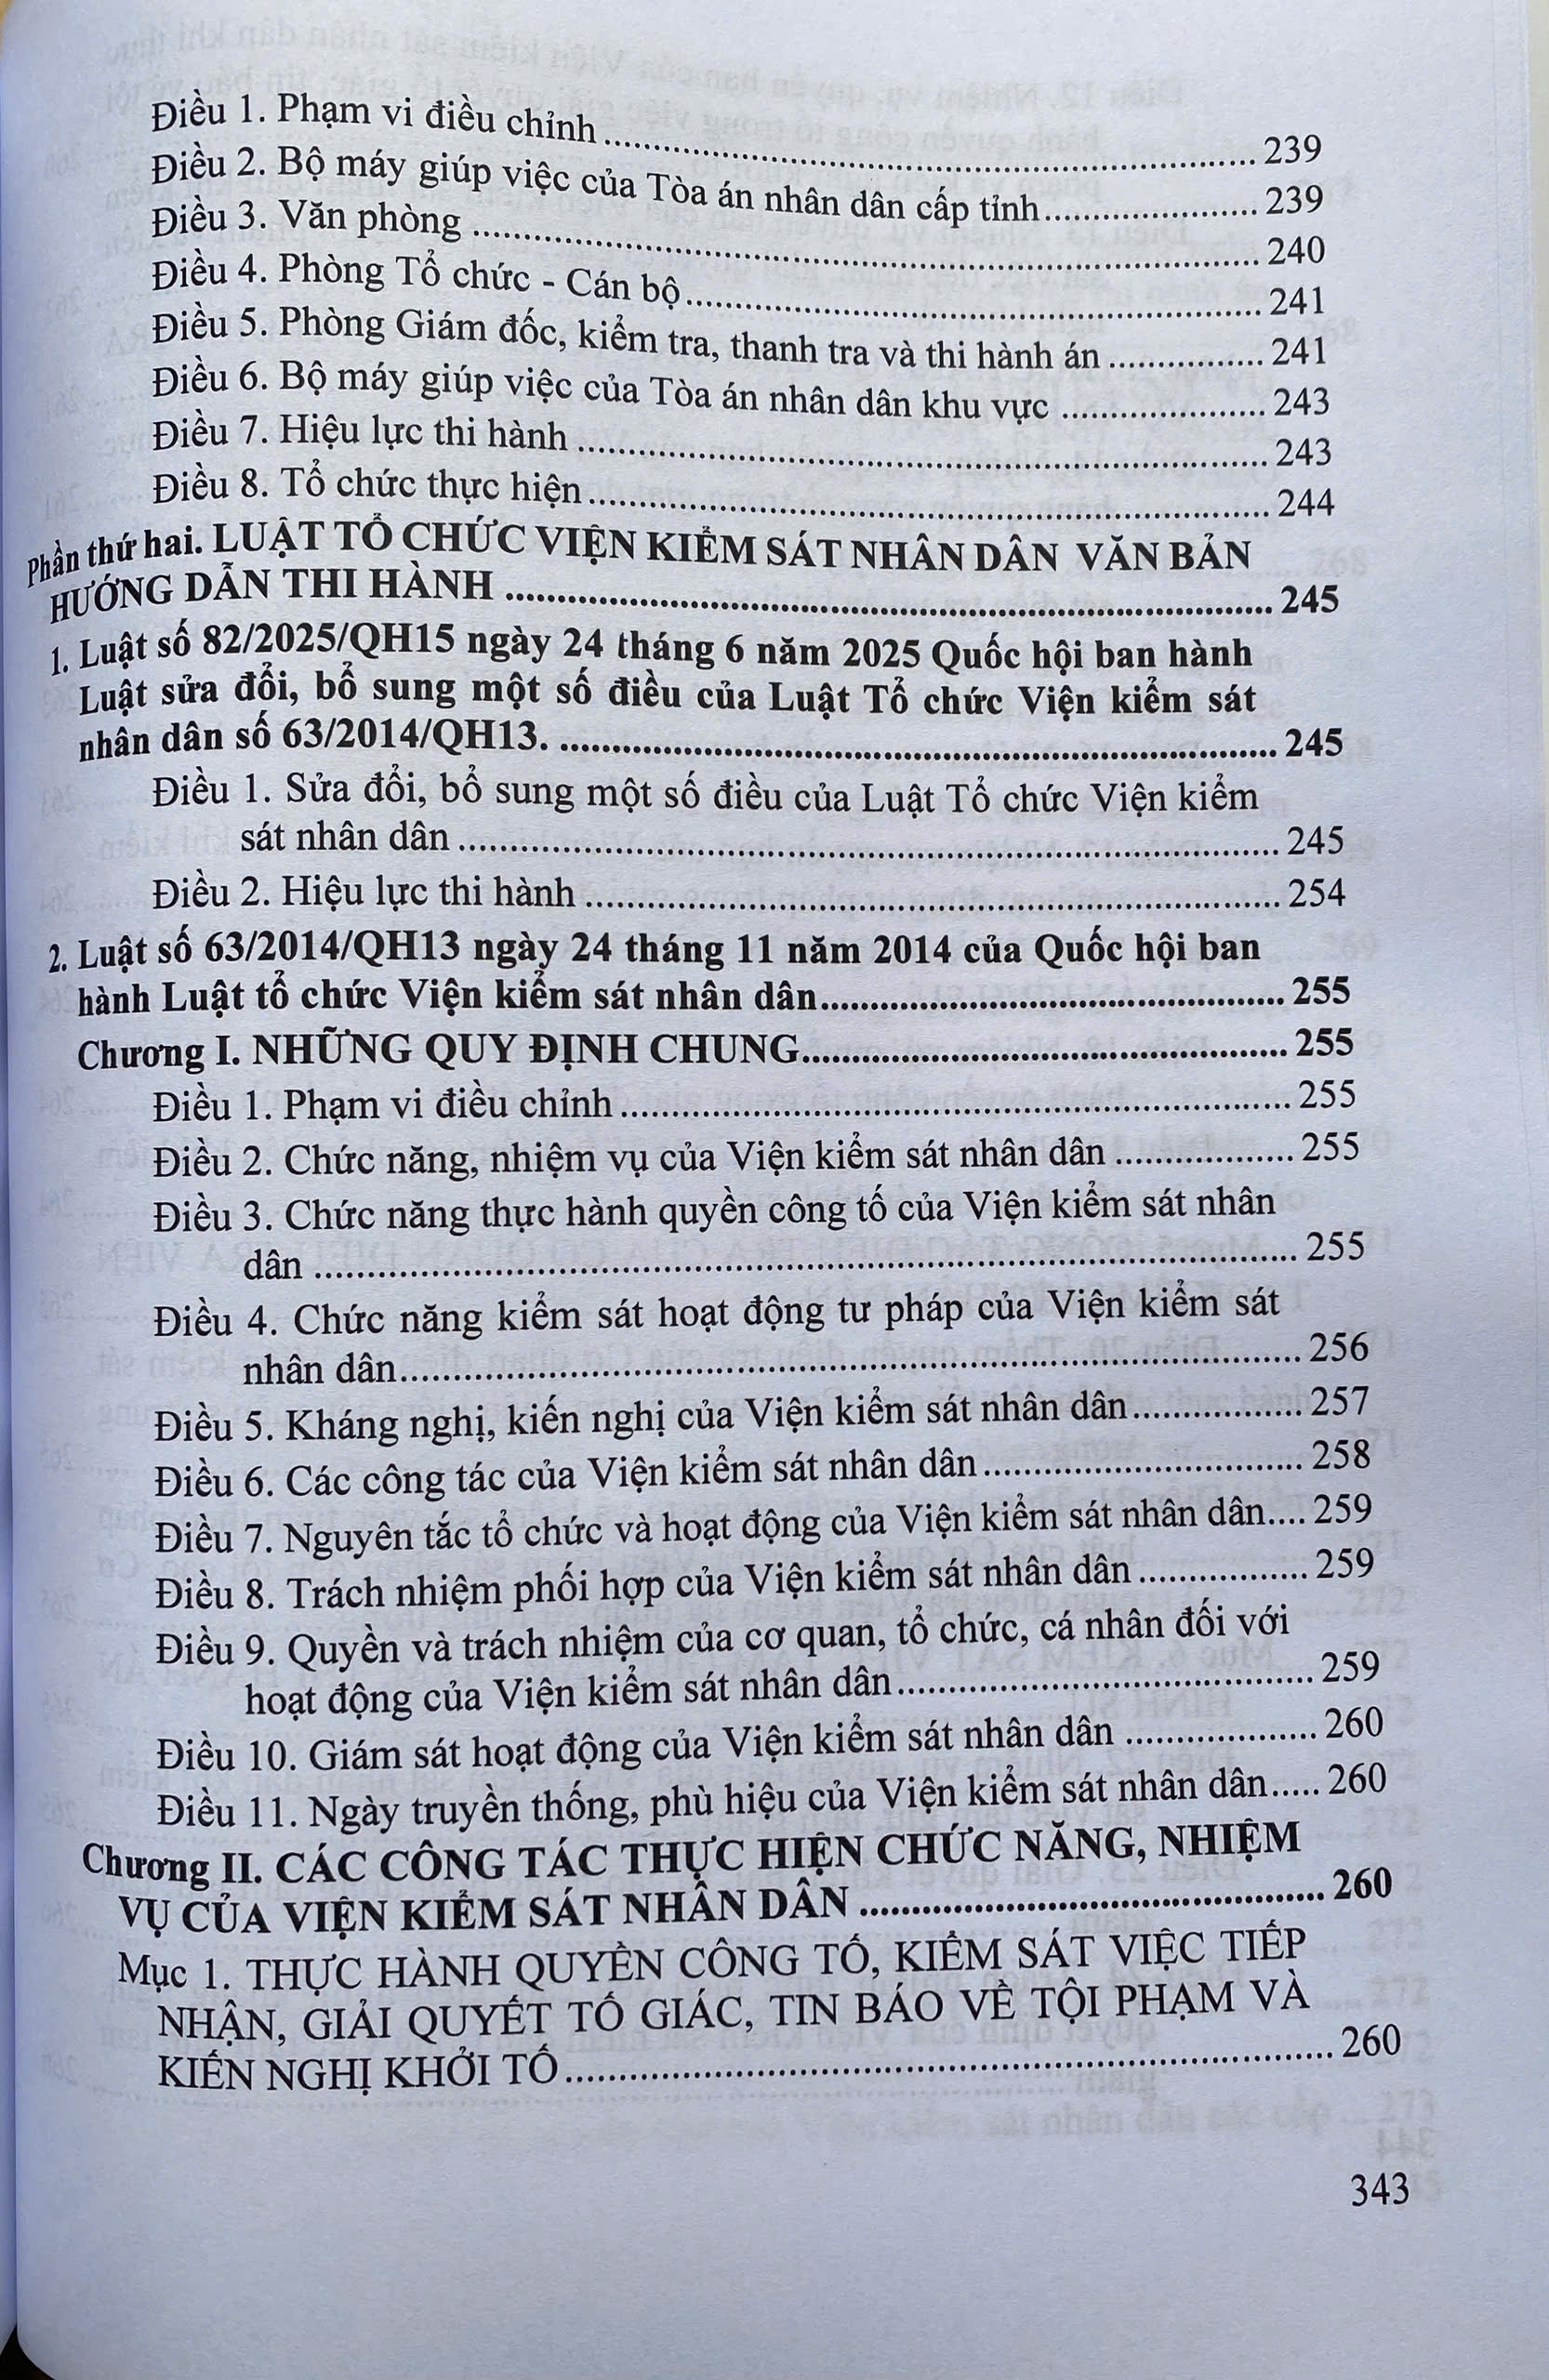 Điều 1. Phạm vi điều chỉnh ........ 239
Điều 2. Bộ máy giúp việc của Tòa án nhân dân cấp tỉnh ........ 239
Điều 3. Văn phòng ........ 240
Điều 4. Phòng Tổ chức - Cán bộ ........ 241
Điều 5. Phòng Giám đốc, kiểm tra, thanh tra và thi hành án ........ 241
Điều 6. Bộ máy giúp việc của Tòa án nhân dân khu vực ........ 243
Điều 7. Hiệu lực thi hành ........ 243
Điều 8. Tổ chức thực hiện ........ 244
Phần thứ hai. LUẬT TỔ CHỨC VIỆN KIỂM SÁT NHÂN DÂN VĂN BẢN
HƯỚNG DẪN THI HÀNH ........ 245
1. Luật số 82/2025/QH15 ngày 24 tháng 6 năm 2025 Quốc hội ban hành
Luật sửa đổi, bổ sung một số điều của Luật Tổ chức Viện kiểm sát
nhân dân số 63/2014/QH13. ........ 245
Điều 1. Sửa đổi, bổ sung một số điều của Luật Tổ chức Viện kiểm
sát nhân dân ........ 245
Điều 2. Hiệu lực thi hành ........ 254
2. Luật số 63/2014/QH13 ngày 24 tháng 11 năm 2014 của Quốc hội ban
hành Luật tổ chức Viện kiểm sát nhân dân ........ 255
Chương I. NHỮNG QUY ĐỊNH CHUNG ........ 255
Điều 1. Phạm vi điều chỉnh ........ 255
Điều 2. Chức năng, nhiệm vụ của Viện kiểm sát nhân dân ........ 255
Điều 3. Chức năng thực hành quyền công tố của Viện kiểm sát nhân
dân ........ 255
Điều 4. Chức năng kiểm sát hoạt động tư pháp của Viện kiểm sát
nhân dân ........ 256
Điều 5. Kháng nghị, kiến nghị của Viện kiểm sát nhân dân ........ 257
Điều 6. Các công tác của Viện kiểm sát nhân dân ........ 258
Điều 7. Nguyên tắc tổ chức và hoạt động của Viện kiểm sát nhân dân.... 259
Điều 8. Trách nhiệm phối hợp của Viện kiểm sát nhân dân ........ 259
Điều 9. Quyền và trách nhiệm của cơ quan, tổ chức, cá nhân đối với
hoạt động của Viện kiểm sát nhân dân ........ 259
Điều 10. Giám sát hoạt động của Viện kiểm sát nhân dân ........ 260
Điều 11. Ngày truyền thống, phù hiệu của Viện kiểm sát nhân dân..... 260
Chương II. CÁC CÔNG TÁC THỰC HIỆN CHỨC NĂNG, NHIỆM
VỤ CỦA VIỆN KIỂM SÁT NHÂN DÂN ........ 260
Mục 1. THỰC HÀNH QUYỀN CÔNG TỐ, KIỂM SÁT VIỆC TIẾP
NHẬN, GIẢI QUYẾT TỐ GIÁC, TIN BÁO VỀ TỘI PHẠM VÀ
KIẾN NGHỊ KHỞI TỐ ........ 260
343